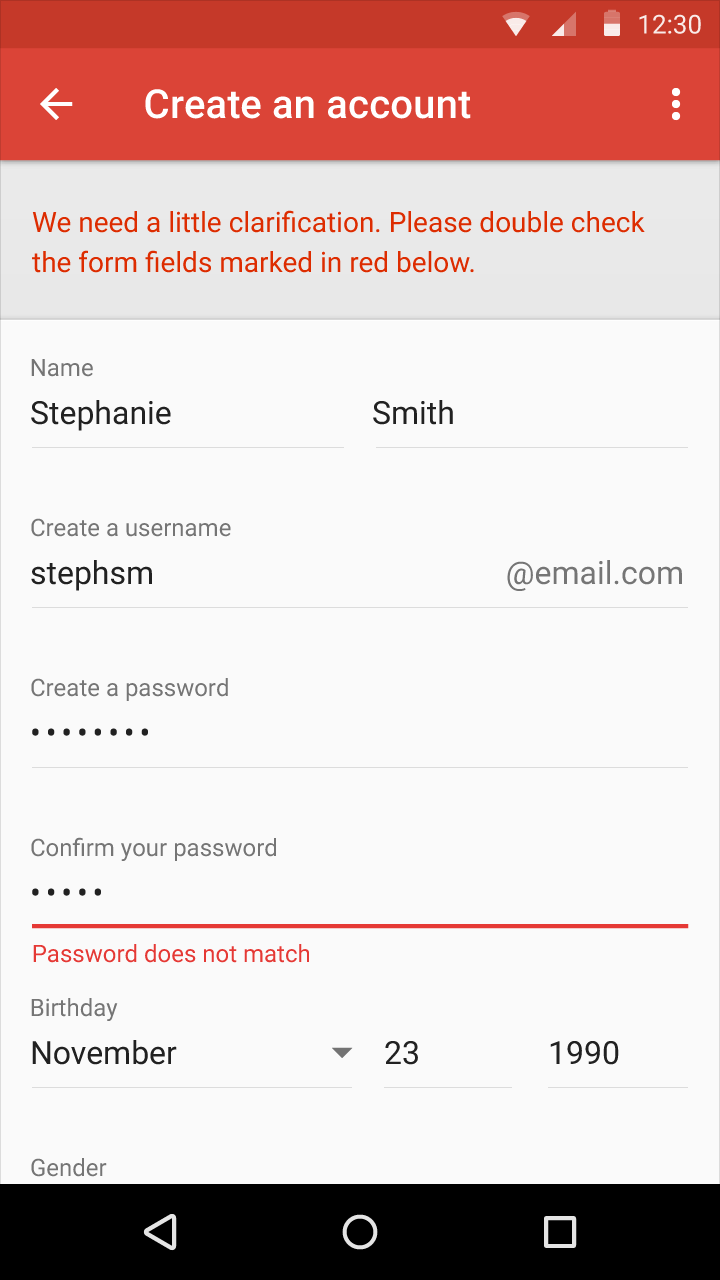 12:30
Create an account
We need a little clarification. Please double check
the form fields marked in red below.
Name
Stephanie Smith
Create a username
stephsm @email.com
Create a password
••••••••
Confirm your password
•••••
Password does not match
Birthday
November 23 1990
Gender